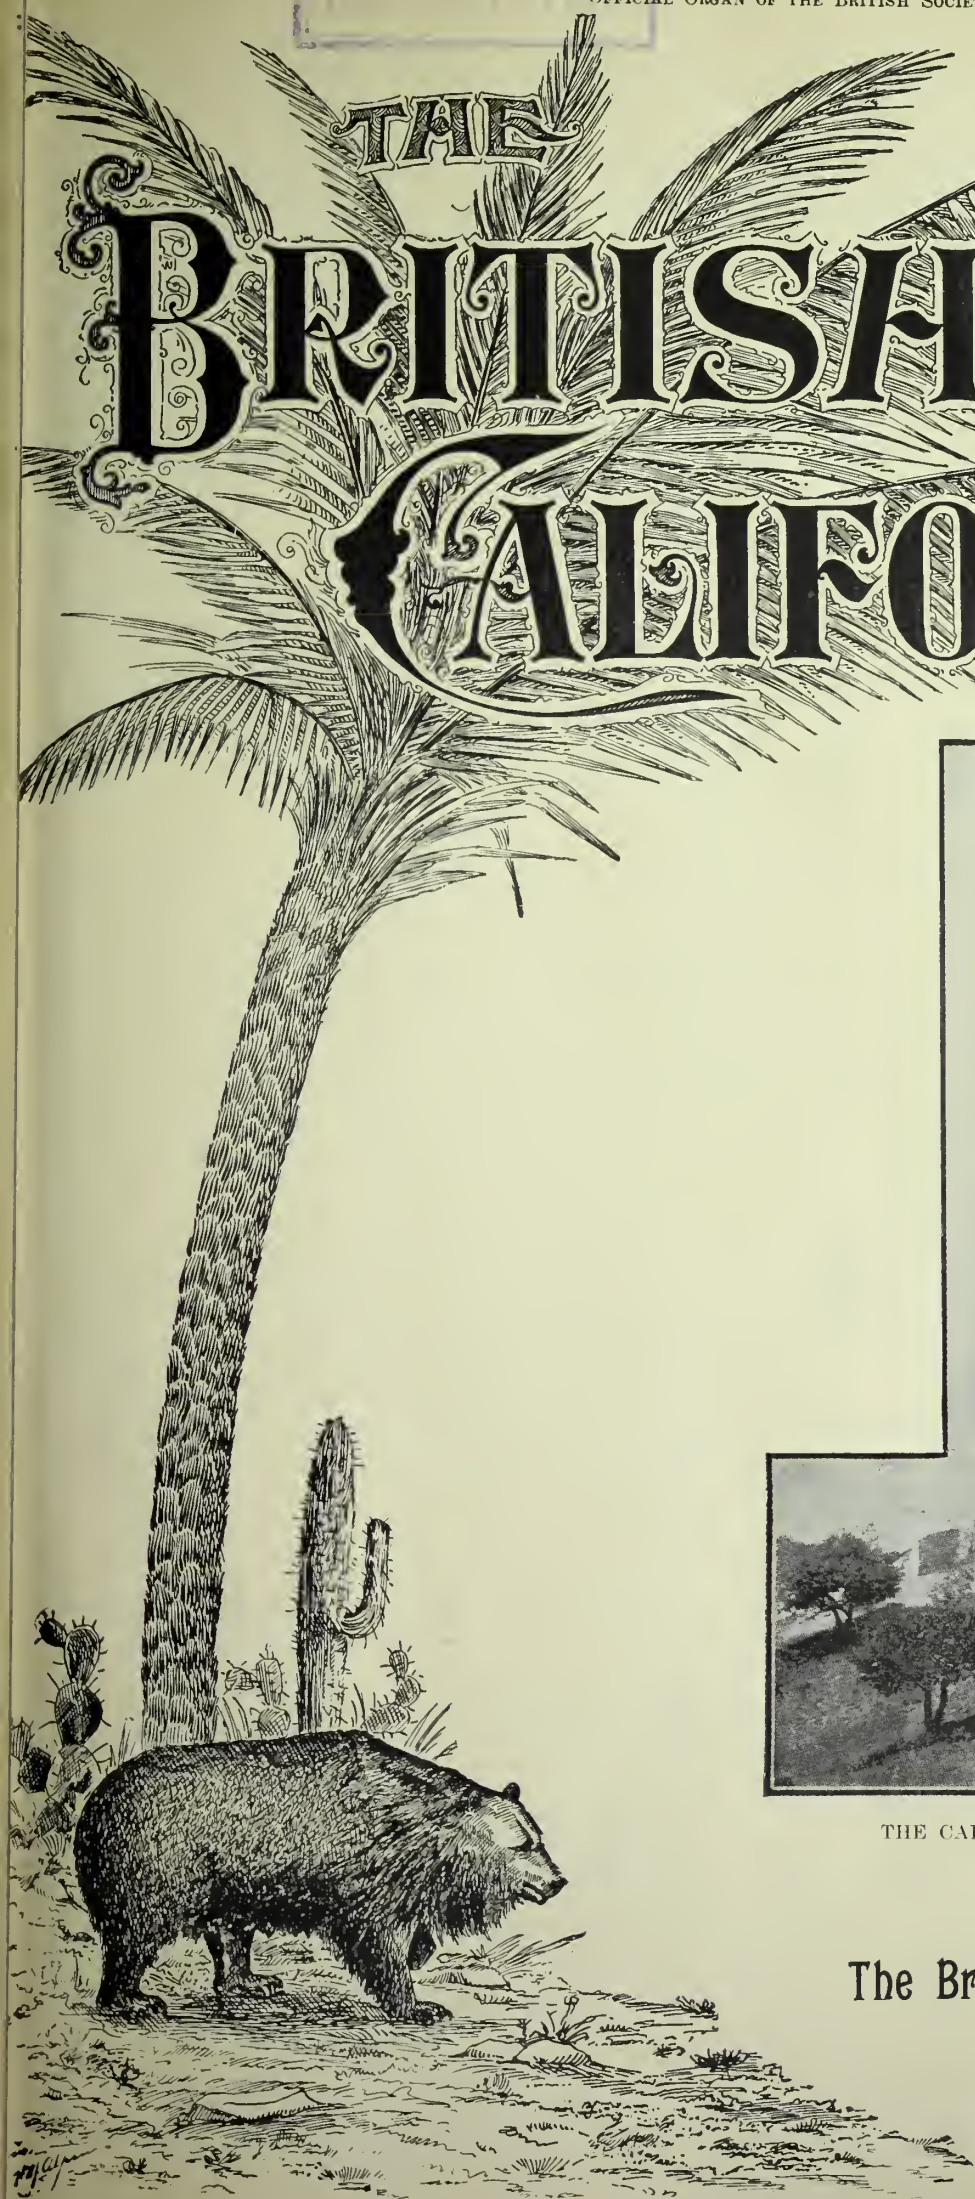 OFFICIAL ORGAN OF THE BRITISH SOCIE
THE
BRITISH
CALIFO
THE CAL
The Br